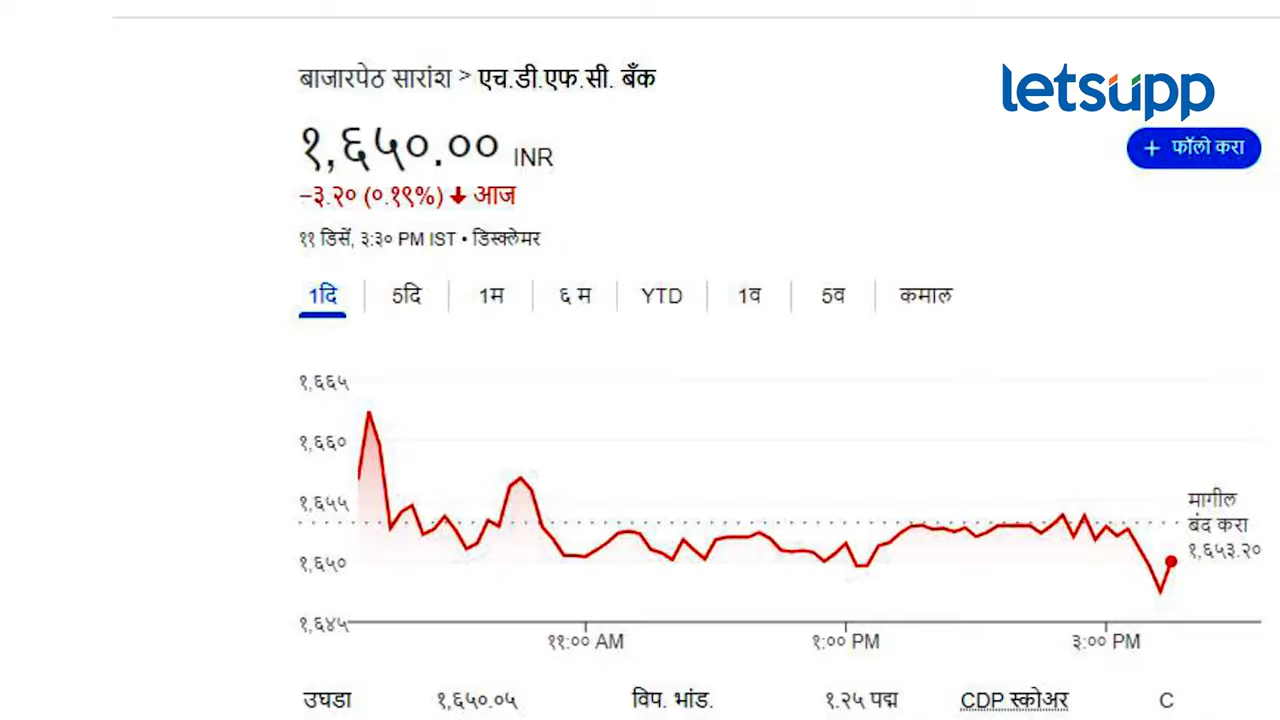 बाजारपेठ सारांश > एच.डी.एफ.सी. बँक
letsupp
१,६५०.०० INR
+ फॉलो करा
−३.२० (०.१९%) ↓ आज
११ डिसें, ३:३० PM IST • डिस्क्लेमर
1दि 5दि 1म ६ म YTD 1व 5व कमाल
१,६६५
१,६६०
१,६५५
१,६५०
१,६४५
मागील
बंद करा
१,६५३.२०
११:०० AM १:०० PM ३:०० PM
उघडा १,६५०.०५ विप. भांड. १.२५ पद्म CDP स्कोअर C